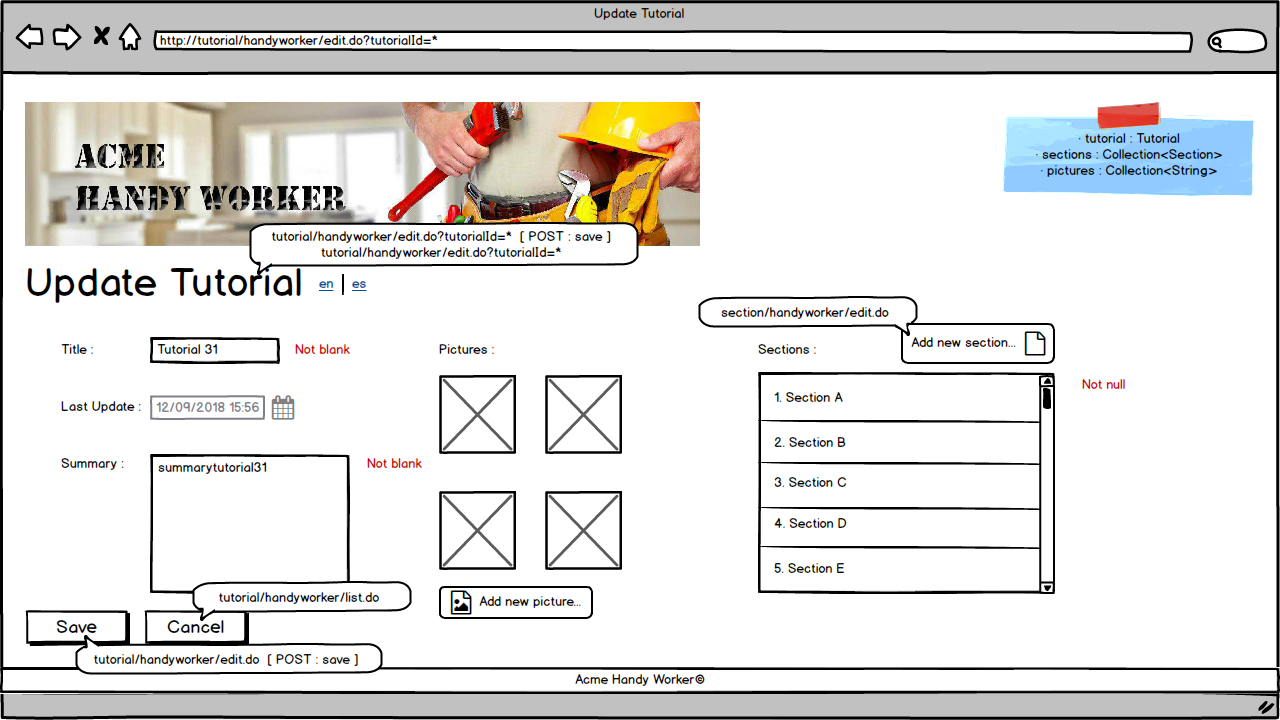 Update Tutorial
http://tutorial/handyworker/edit.do?tutorialId=*
ACME
HANDY WORKER
· tutorial : Tutorial
· sections : Collection<Section>
· pictures : Collection<String>
tutorial/handyworker/edit.do?tutorialId=* [ POST : save ]
tutorial/handyworker/edit.do?tutorialId=*
Update Tutorial en | es
section/handyworker/edit.do
Add new section...
Title : Tutorial 31 Not blank
Pictures :
Sections :
Not null
Last Update : 12/09/2018 15:56
Summary : summarytutorial31 Not blank
1. Section A
2. Section B
3. Section C
4. Section D
5. Section E
tutorial/handyworker/list.do
Add new picture...
Save Cancel
tutorial/handyworker/edit.do [ POST : save ]
Acme Handy Worker©